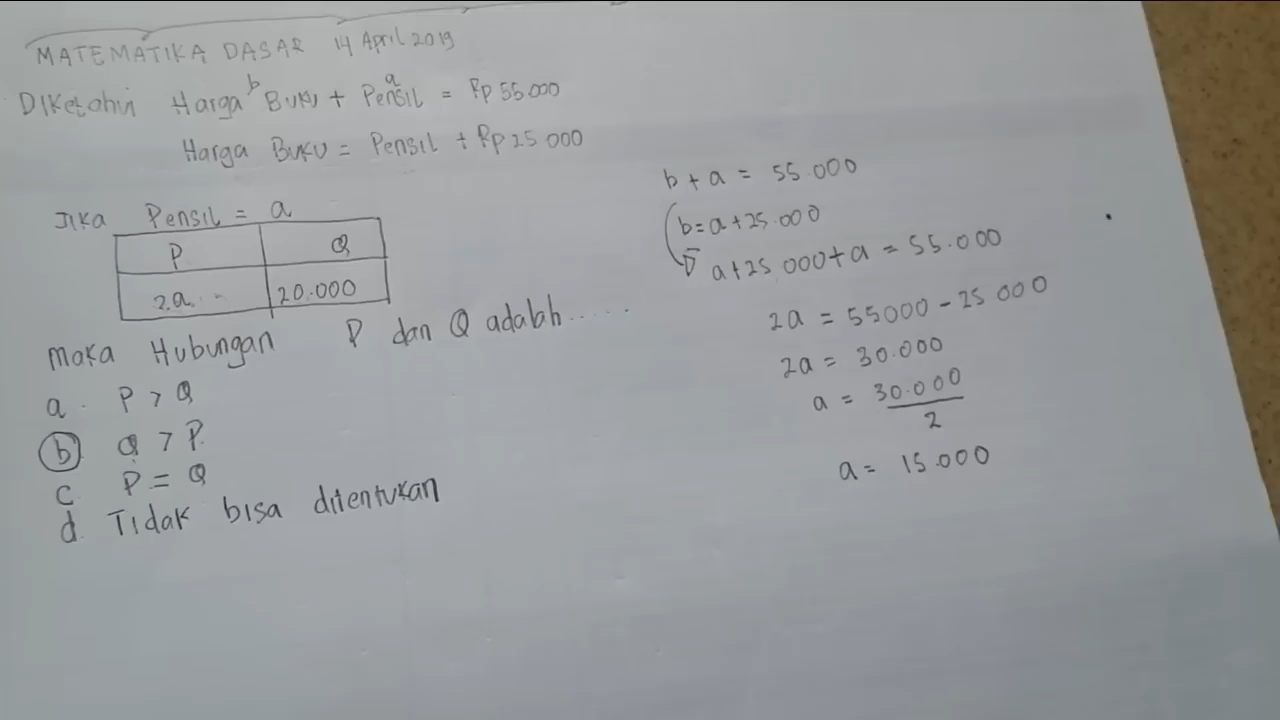 MATEMATIKA DASAR 14 April 2019
Diketahui Harga Buku + Pensil = Rp 55 000
b a
Harga Buku = Pensil + Rp 25 000
Jika Pensil = a
P Q
2a 20.000
maka Hubungan P dan Q adalah.....
a. P > Q
b Q > P.
c P = Q
d. Tidak bisa ditentukan
b + a = 55.000
b = a + 25.000
a + 25 000 + a = 55.000
2a = 55000 - 25 000
2a = 30.000
a = 30.000
2
a = 15.000